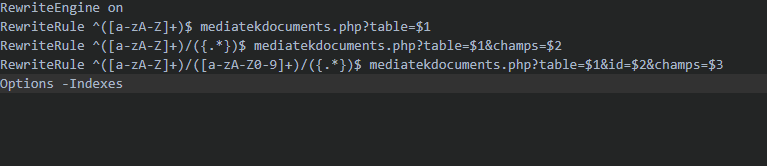 RewriteEngine on
RewriteRule ^([a-zA-Z]+)$ mediatekdocuments.php?table=$1
RewriteRule ^([a-zA-Z]+)/({.*})$ mediatekdocuments.php?table=$1&champs=$2
RewriteRule ^([a-zA-Z]+)/([a-zA-Z0-9]+)/({.*})$ mediatekdocuments.php?table=$1&id=$2&champs=$3
Options -Indexes